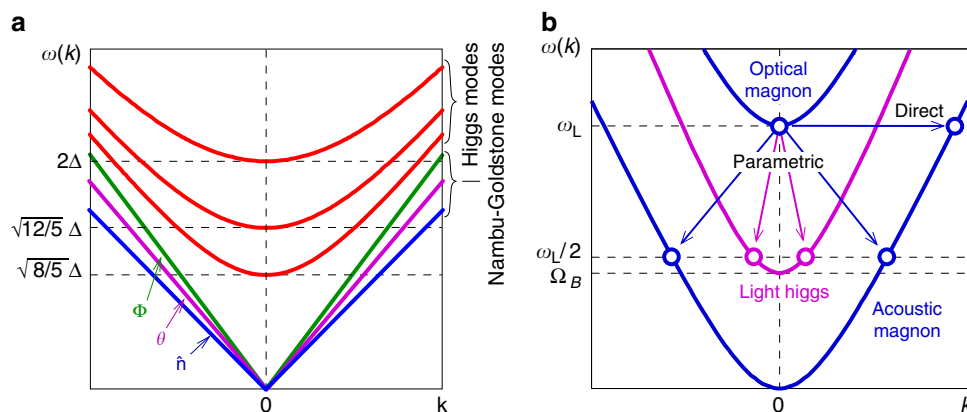 a
ω(k)
2Δ
√12/5 Δ
√8/5 Δ
Φ
θ
n̂
0
k
Higgs modes
Nambu-Goldstone modes
b
ω(k)
Optical
magnon
Direct
ω_L
Parametric
ω_L/2
Ω_B
Light higgs
Acoustic
magnon
0
k